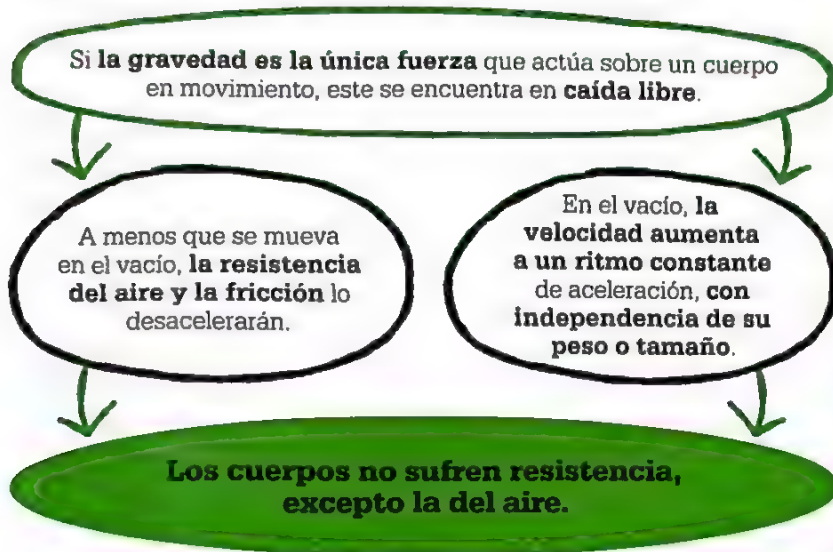 Si la gravedad es la única fuerza que actúa sobre un cuerpo
en movimiento, este se encuentra en caída libre.
A menos que se mueva
en el vacío, la resistencia
del aire y la fricción lo
desacelerarán.
En el vacío, la
velocidad aumenta
a un ritmo constante
de aceleración, con
independencia de su
peso o tamaño.
Los cuerpos no sufren resistencia,
excepto la del aire.